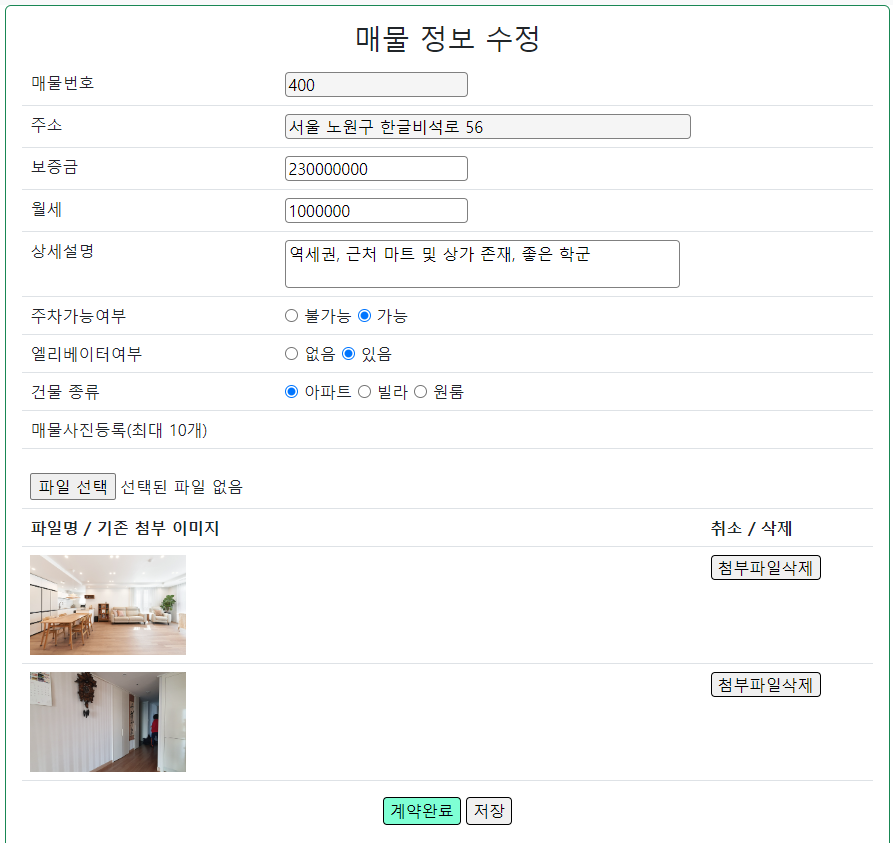 매물 정보 수정
매물번호 400
주소 서울 노원구 한글비석로 56
보증금 230000000
월세 1000000
상세설명 역세권, 근처 마트 및 상가 존재, 좋은 학군
주차가능여부 불가능 가능
엘리베이터여부 없음 있음
건물 종류 아파트 빌라 원룸
매물사진등록(최대 10개)
파일 선택 선택된 파일 없음
파일명 / 기존 첨부 이미지 취소 / 삭제
첨부파일삭제
첨부파일삭제
계약완료 저장